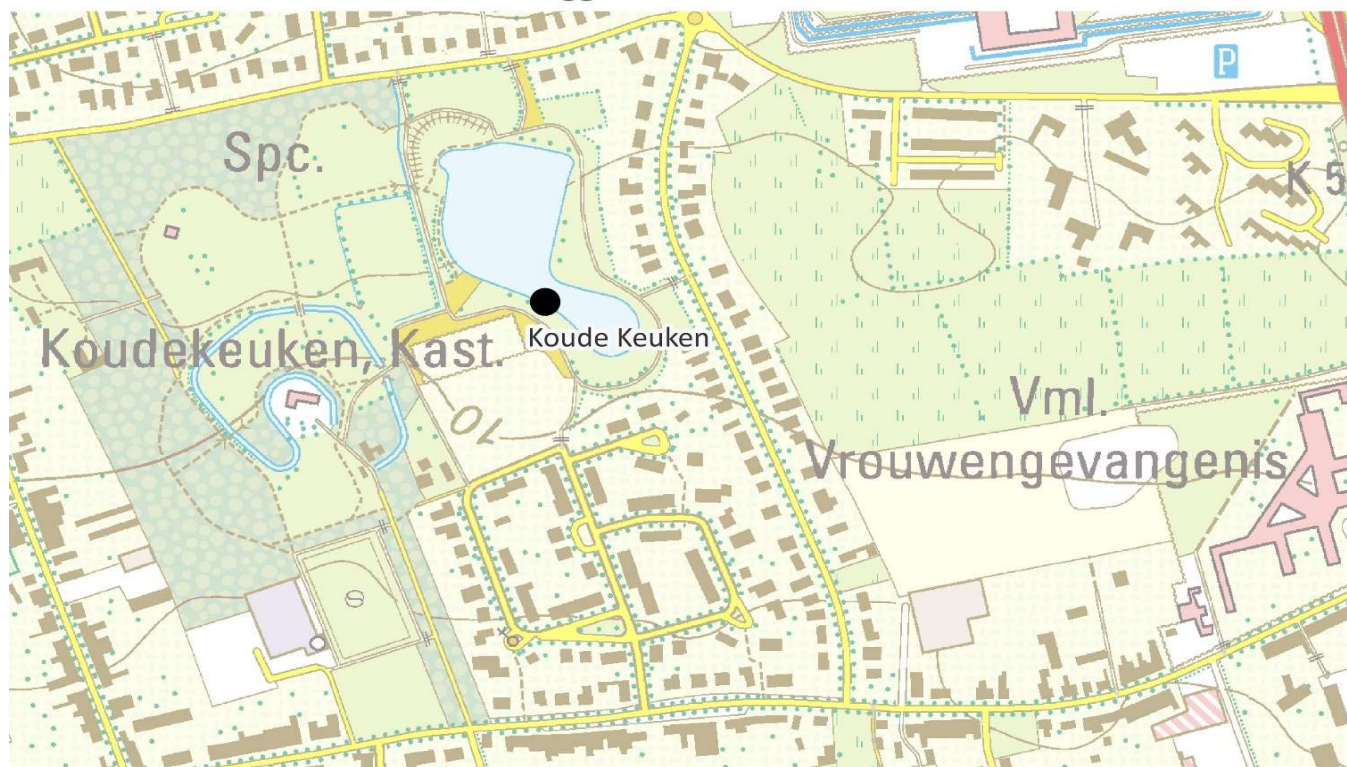 P
Spc.
K 5
Koude Keuken
Koudekeuken, Kast.
10
Vml.
Vrouwengevangenis